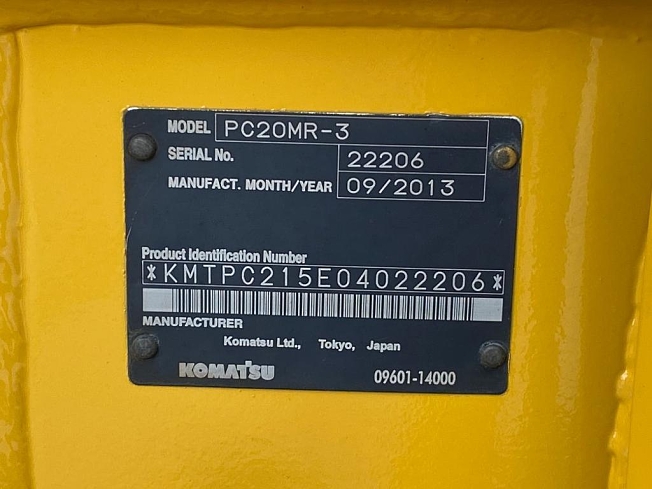 MODEL PC20MR-3
SERIAL No. 22206
MANUFACT. MONTH/YEAR 09/2013
Product Identification Number
*KMTPC215E04022206*
MANUFACTURER
Komatsu Ltd., Tokyo, Japan
KOMATSU 09601-14000